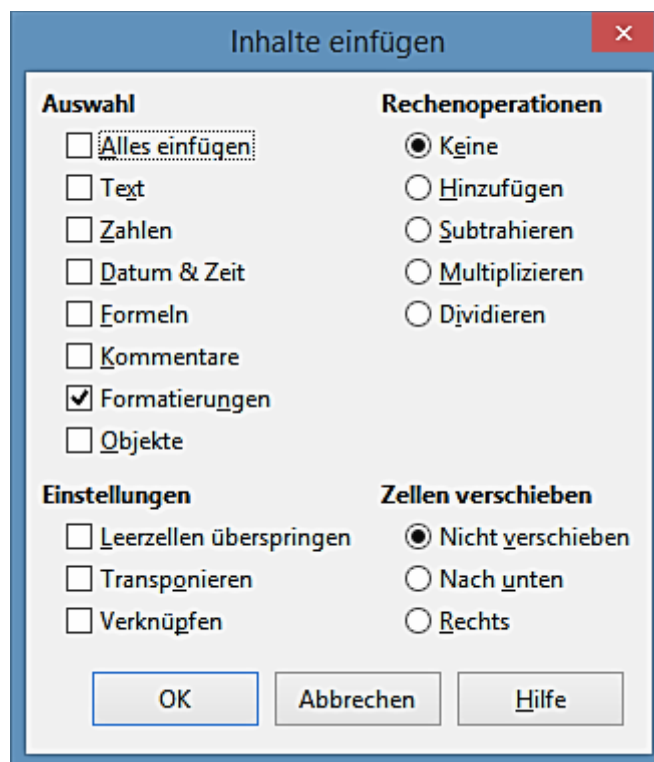 Inhalte einfügen
Auswahl
Alles einfügen
Text
Zahlen
Datum & Zeit
Formeln
Kommentare
Formatierungen
Objekte
Rechenoperationen
Keine
Hinzufügen
Subtrahieren
Multiplizieren
Dividieren
Einstellungen
Leerzellen überspringen
Transponieren
Verknüpfen
Zellen verschieben
Nicht verschieben
Nach unten
Rechts
OK Abbrechen Hilfe